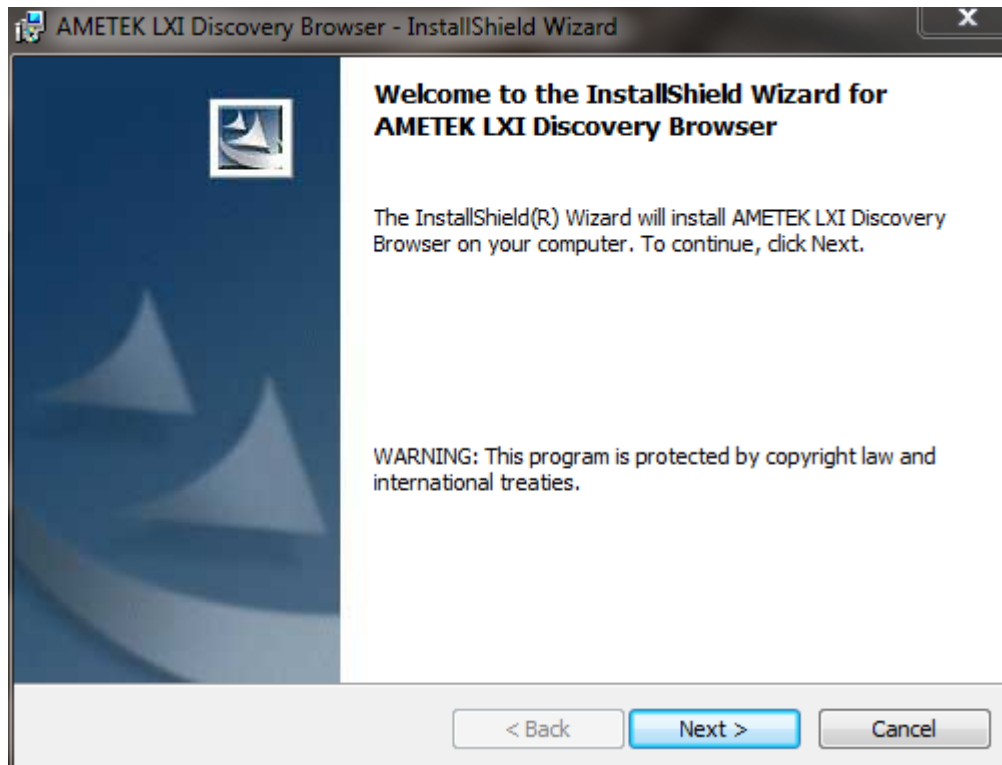 AMETEK LXI Discovery Browser - InstallShield Wizard
X
Welcome to the InstallShield Wizard for
AMETEK LXI Discovery Browser
The InstallShield(R) Wizard will install AMETEK LXI Discovery
Browser on your computer. To continue, click Next.
WARNING: This program is protected by copyright law and
international treaties.
< Back Next > Cancel